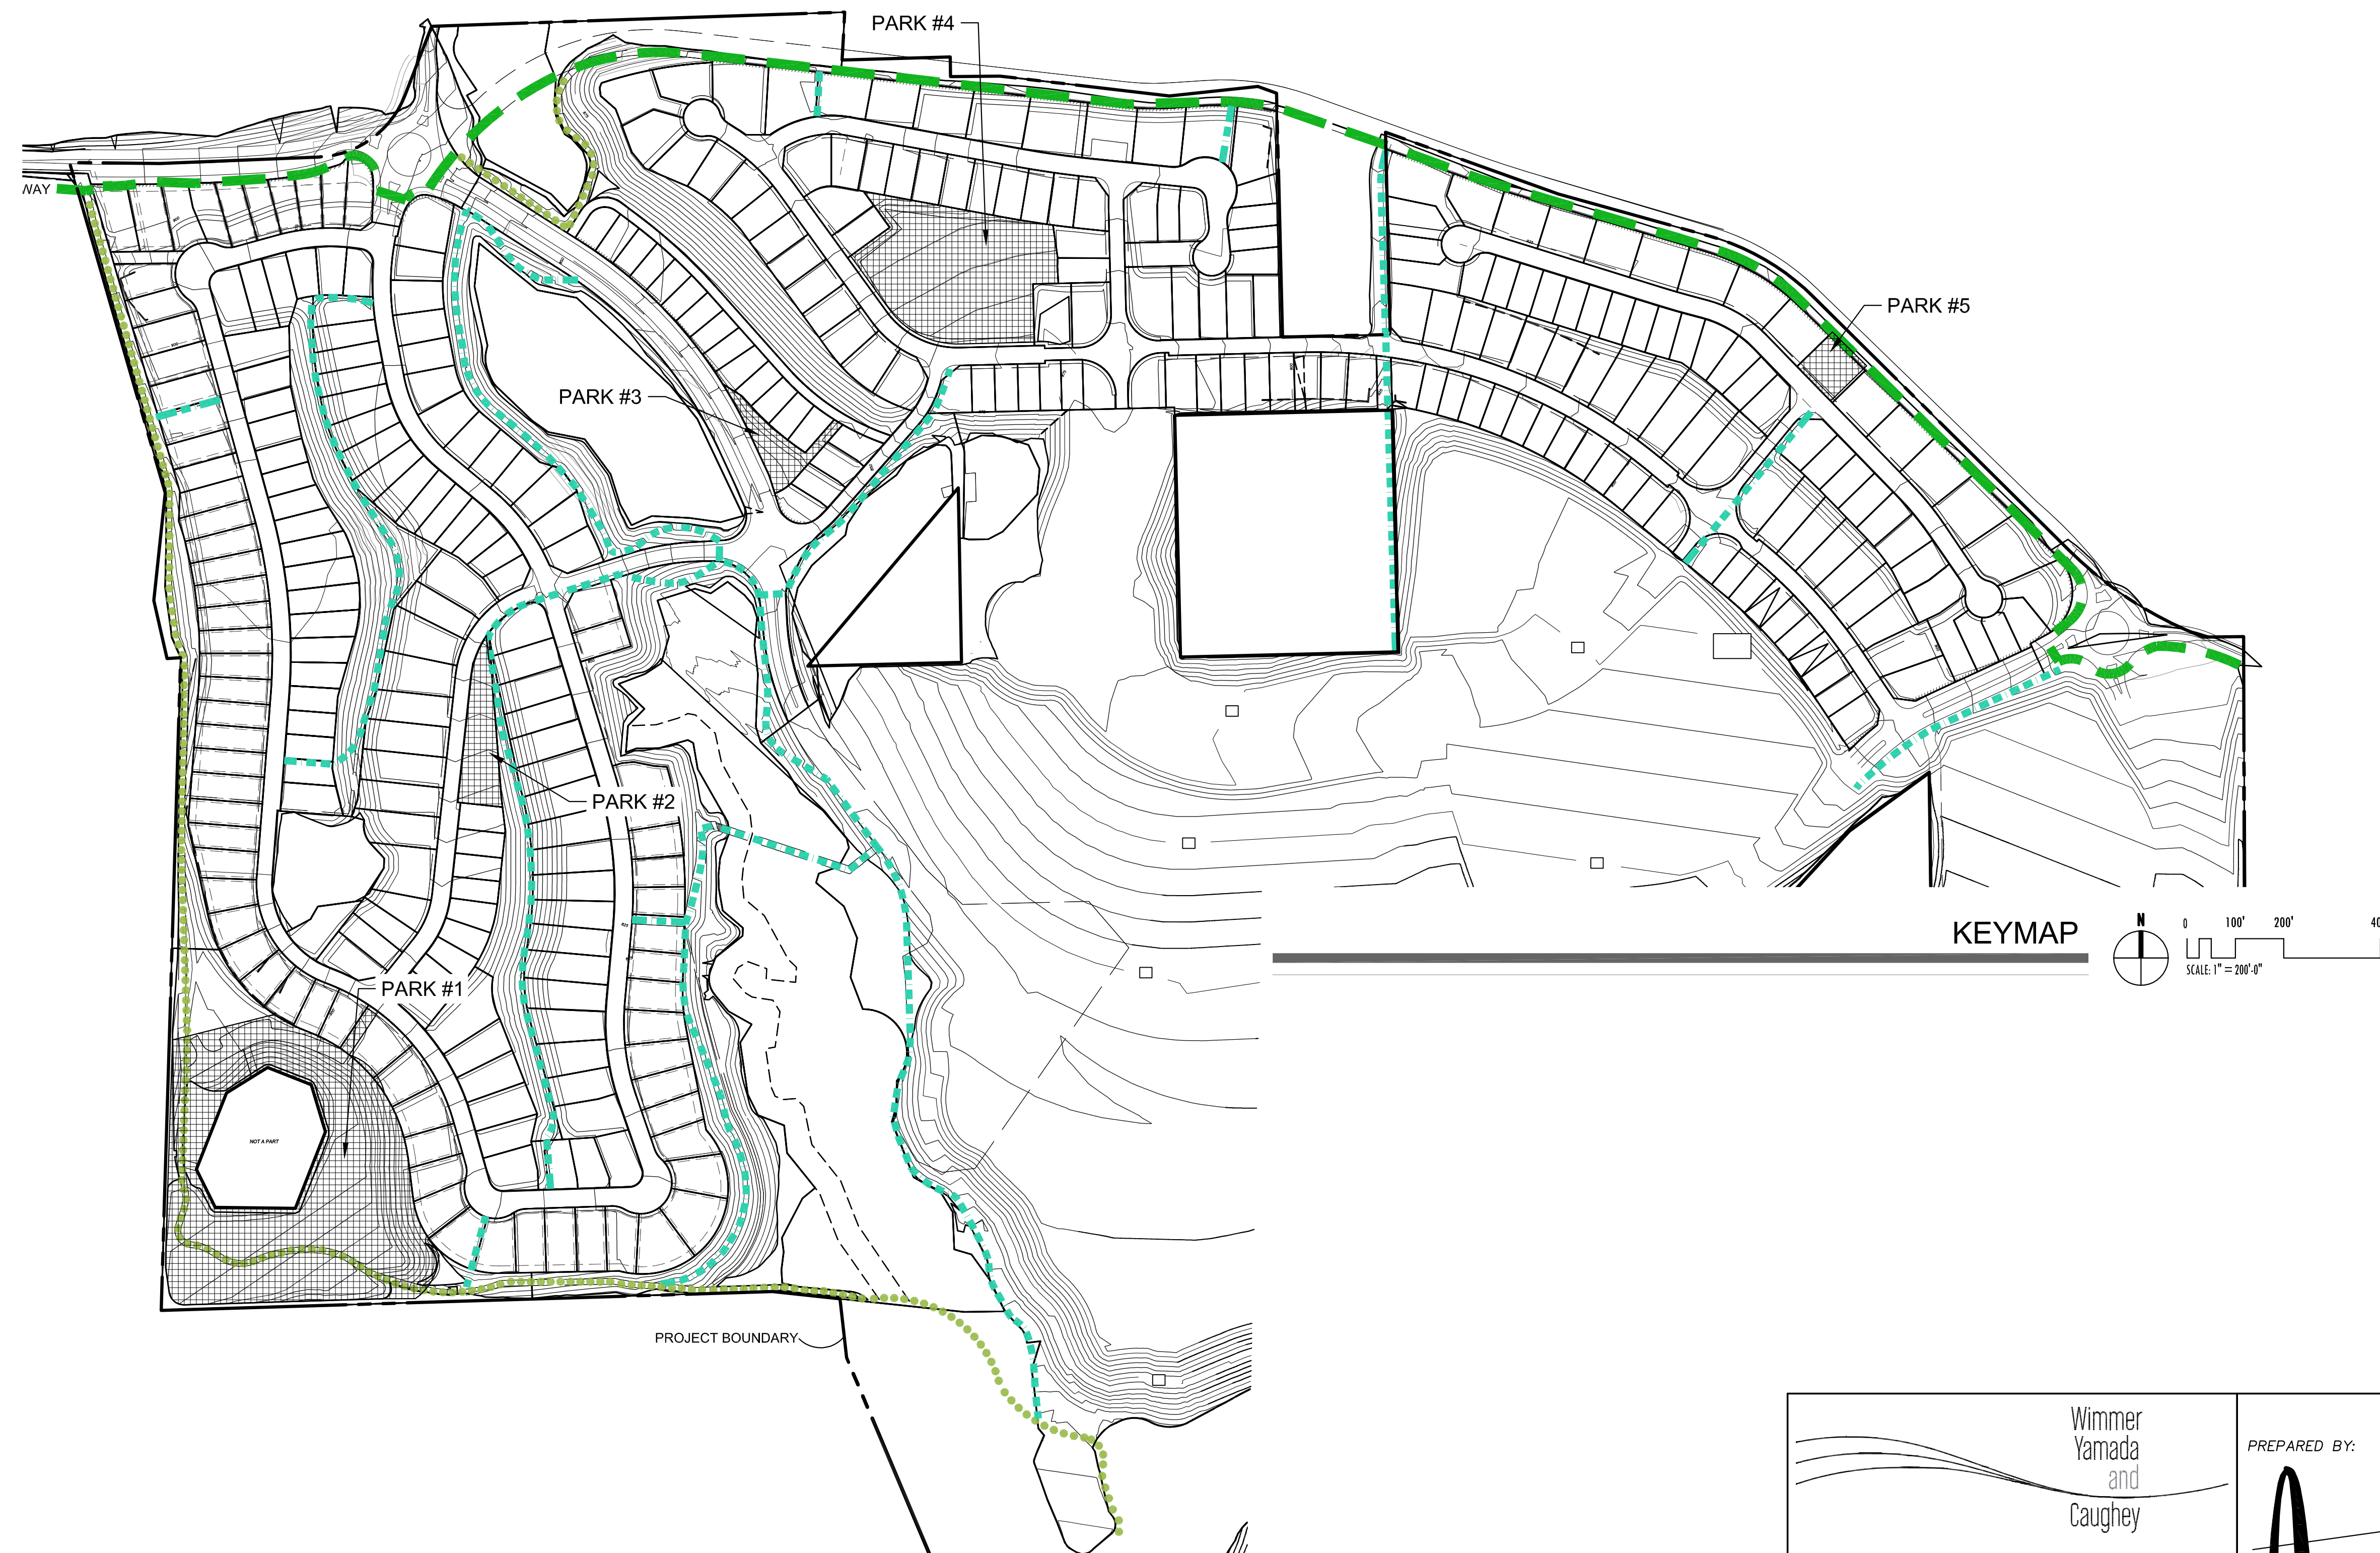 PARK #4
WAY
PARK #5
PARK #3
PARK #2
KEYMAP
N
0 100' 200'
SCALE: 1" = 200'-0"
PARK #1
NOT A PART
PROJECT BOUNDARY
Wimmer
Yamada
and
Caughey
PREPARED BY: